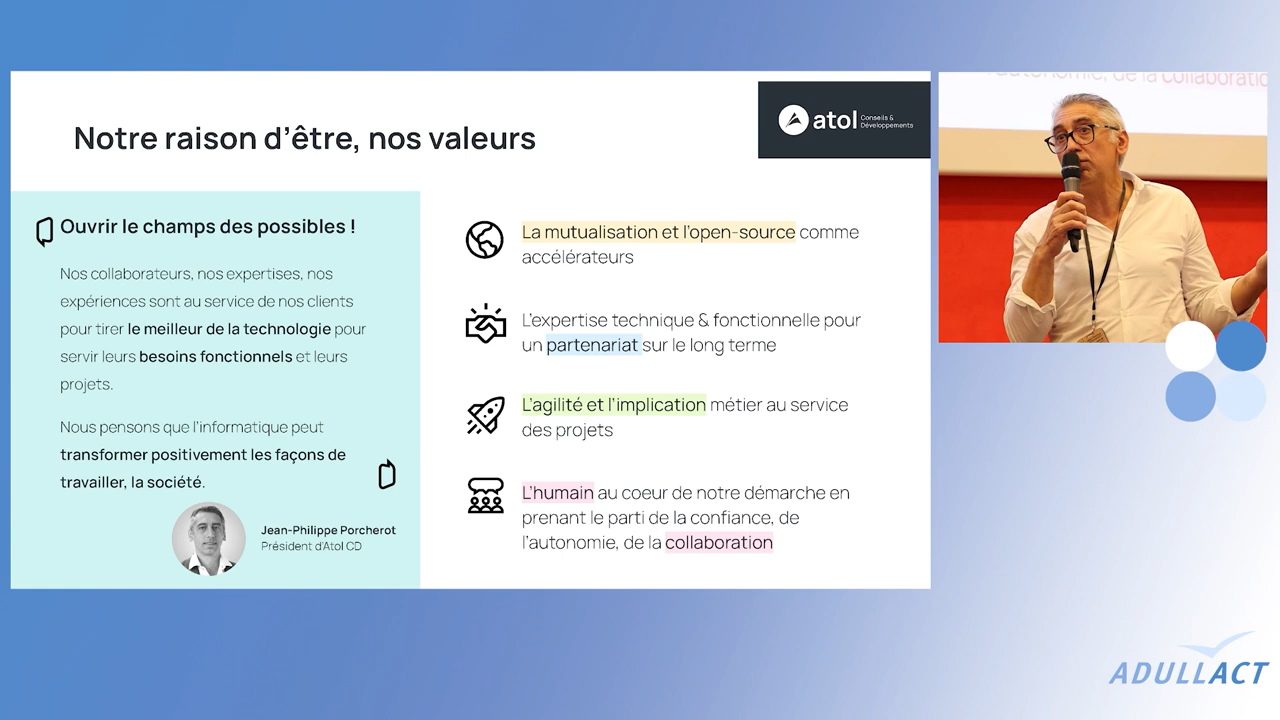 Notre raison d'être, nos valeurs
atol Conseils & Développements
Ouvrir le champs des possibles !
Nos collaborateurs, nos expertises, nos
expériences sont au service de nos clients
pour tirer le meilleur de la technologie pour
servir leurs besoins fonctionnels et leurs
projets.
Nous pensons que l'informatique peut
transformer positivement les façons de
travailler, la société.
Jean-Philippe Porcherot
Président d'Atol CD
La mutualisation et l'open-source comme
accélérateurs
L'expertise technique & fonctionnelle pour
un partenariat sur le long terme
L'agilité et l'implication métier au service
des projets
L'humain au coeur de notre démarche en
prenant le parti de la confiance, de
l'autonomie, de la collaboration
autonomie, de la collaboratio
ADULLACT